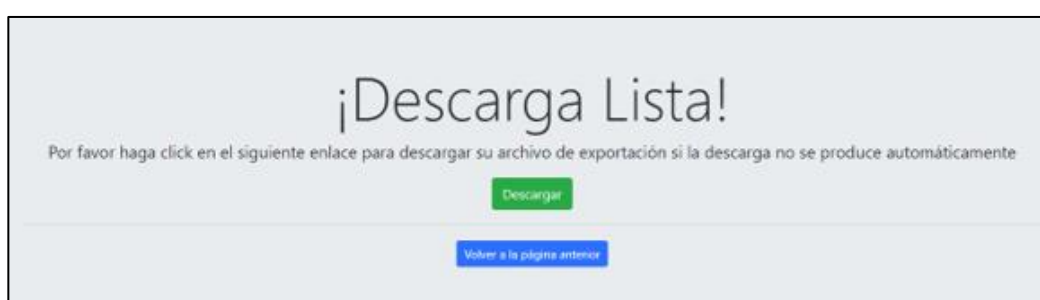 ¡Descarga Lista!
Por favor haga click en el siguiente enlace para descargar su archivo de exportación si la descarga no se produce automáticamente
Descargar
Volver a la página anterior